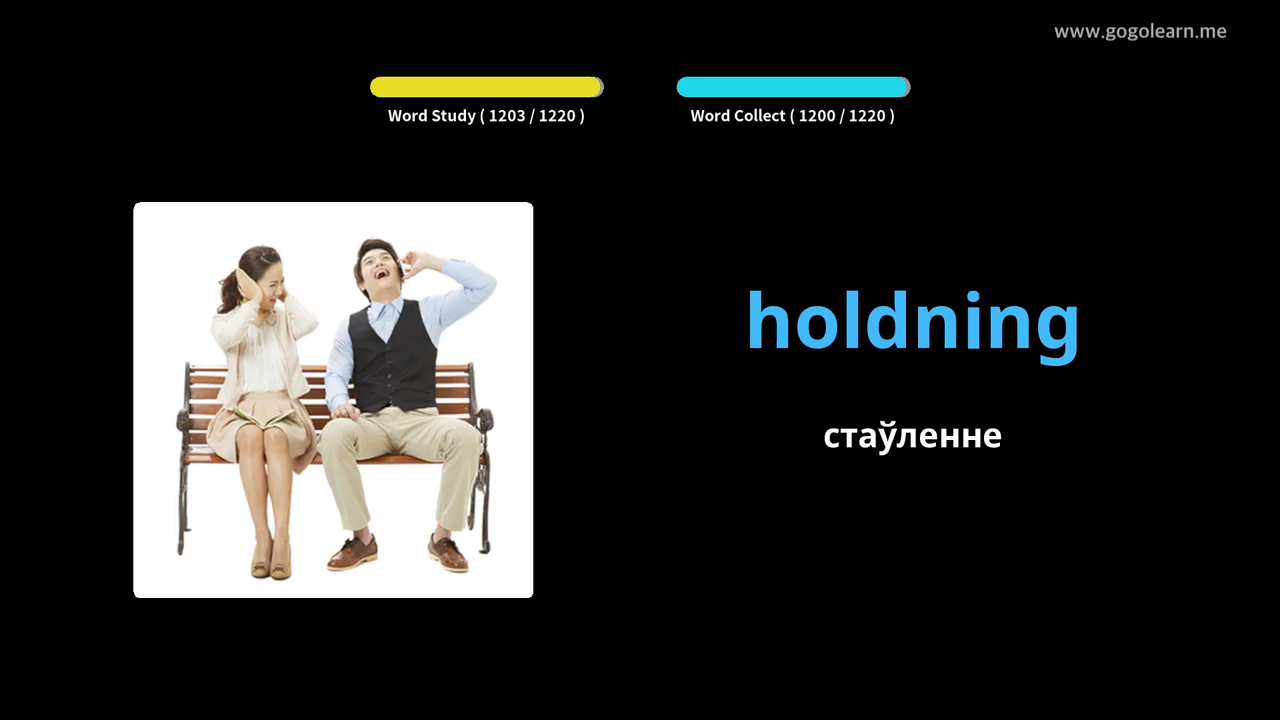 www.gogolearn.me
Word Study ( 1203 / 1220 )
Word Collect ( 1200 / 1220 )
holdning
стаўленне